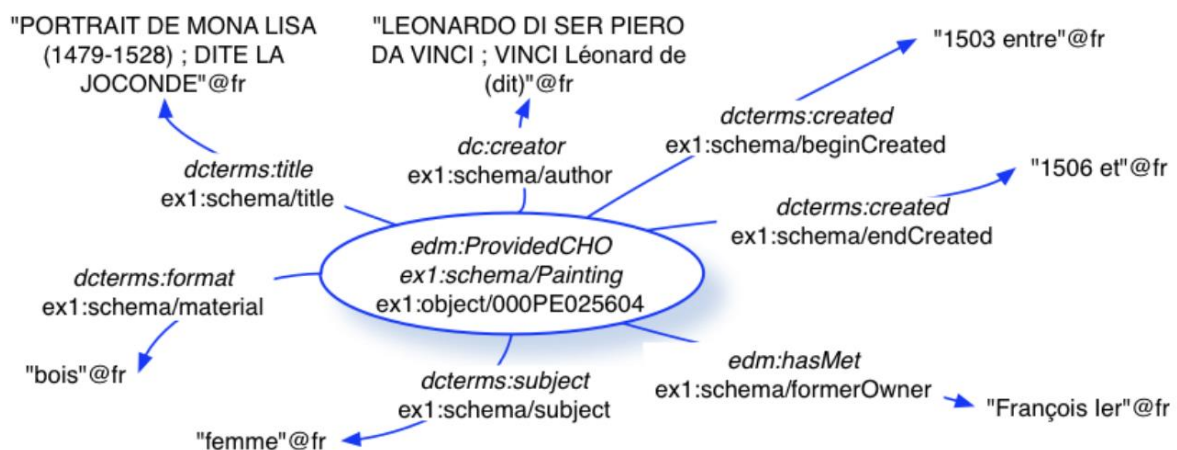 "PORTRAIT DE MONA LISA
(1479-1528) ; DITE LA
JOCONDE"@fr
"LEONARDO DI SER PIERO
DA VINCI ; VINCI Léonard de
(dit)"@fr
"1503 entre"@fr
dcterms:created
ex1:schema/beginCreated
dc:creator
ex1:schema/author
dcterms:title
ex1:schema/title
"1506 et"@fr
dcterms:created
ex1:schema/endCreated
edm:ProvidedCHO
ex1:schema/Painting
ex1:object/000PE025604
dcterms:format
ex1:schema/material
"bois"@fr
dcterms:subject
ex1:schema/subject
"femme"@fr
edm:hasMet
ex1:schema/formerOwner
"François Ier"@fr